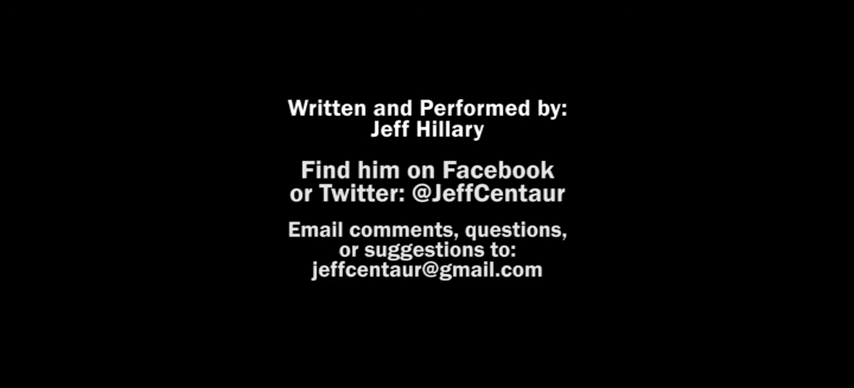 Written and Performed by:
Jeff Hillary
Find him on Facebook
or Twitter: @JeffCentaur
Email comments, questions,
or suggestions to:
jeffcentaur@gmail.com